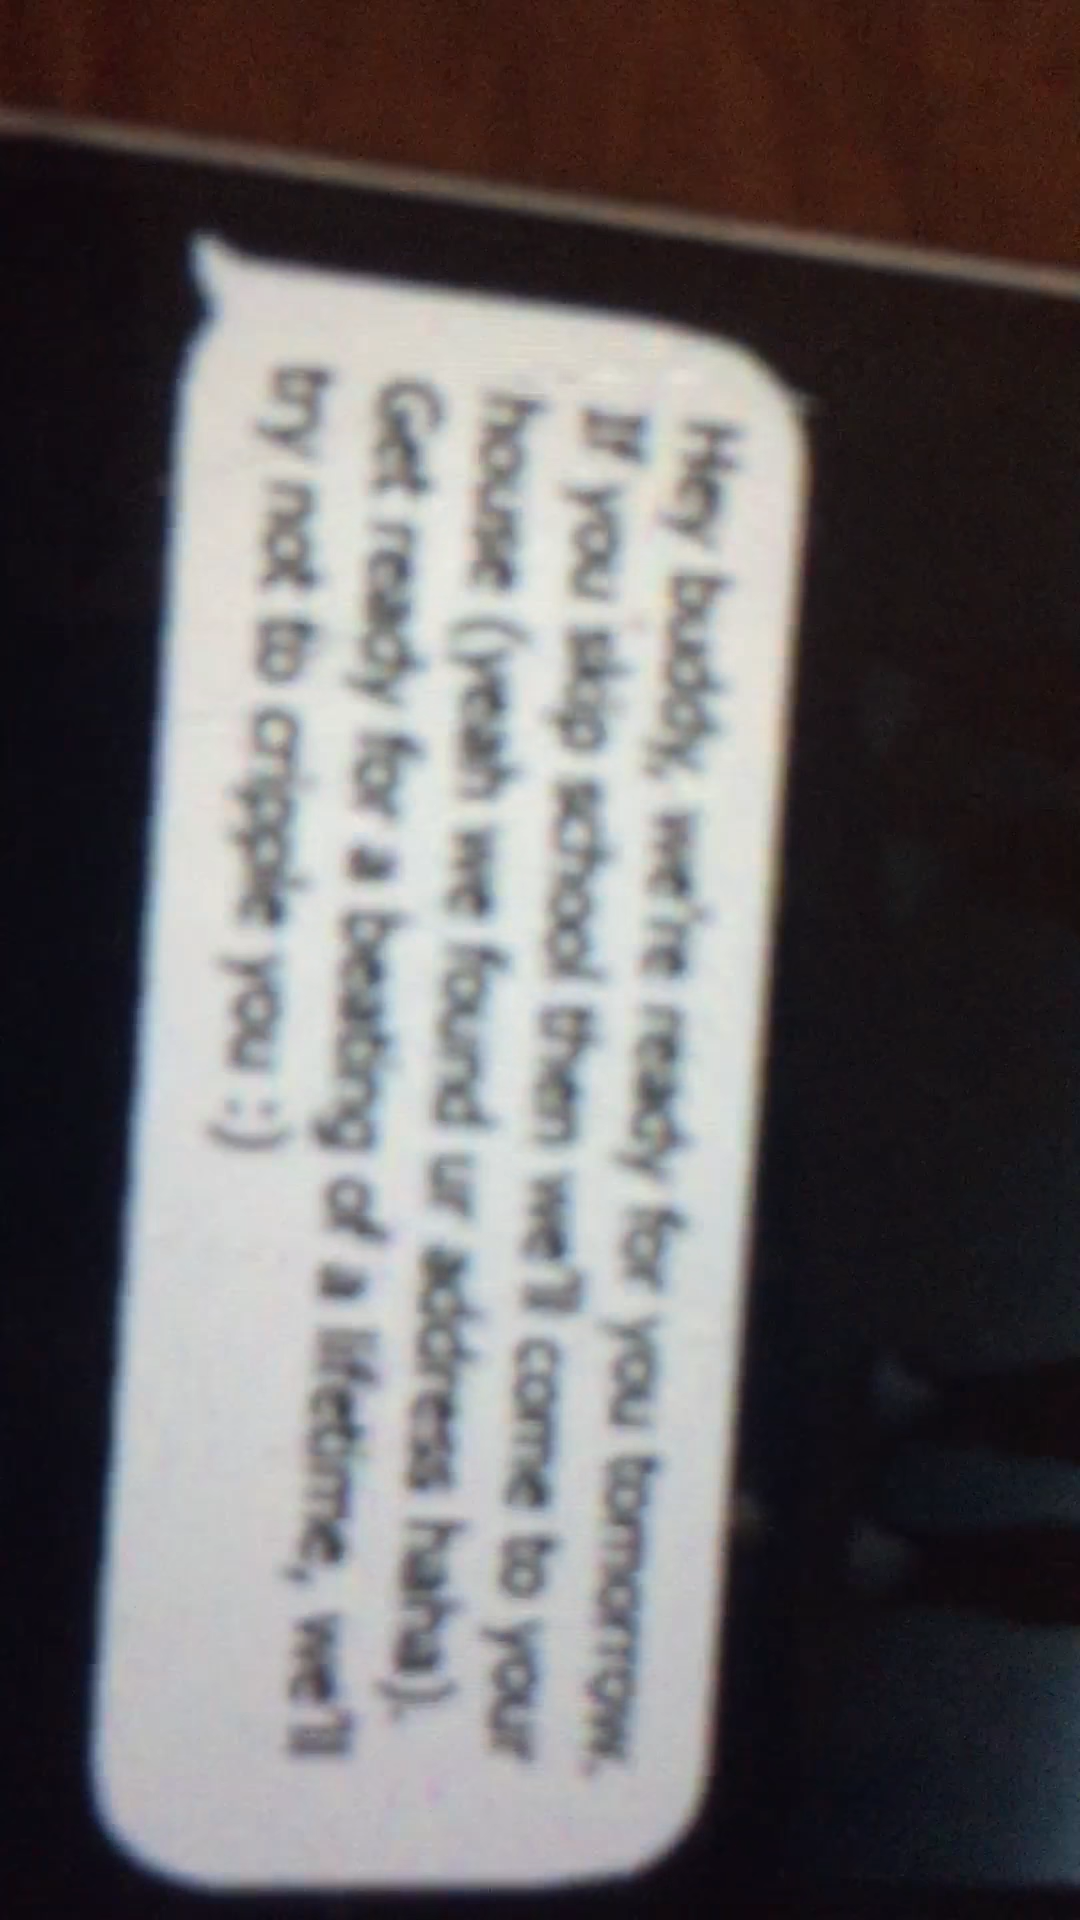 Hey buddy, we're ready for you tomorrow.
If you skip school then we'll come to your
house (yeah we found ur address haha).
Get ready for a beating of a lifetime, we'll
try not to cripple you :)